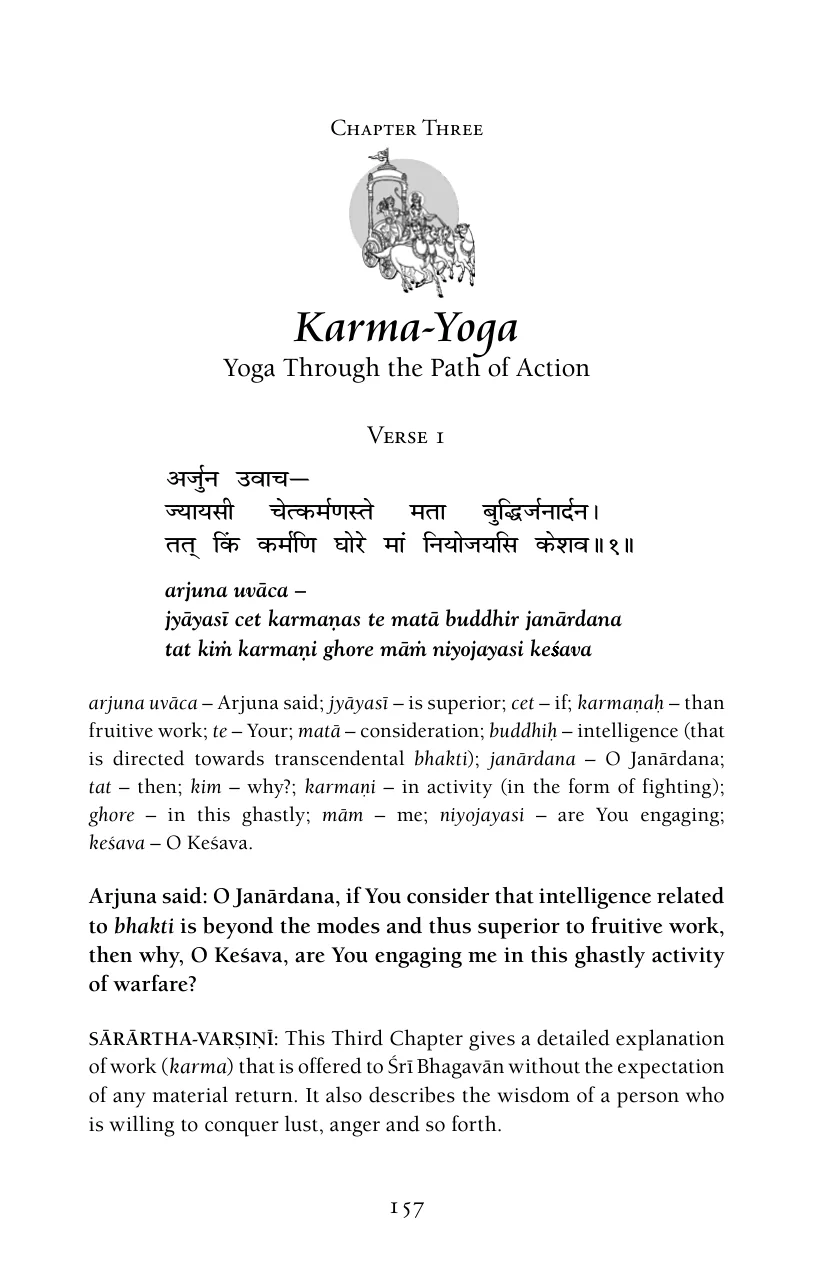 Chapter Three
Karma-Yoga
Yoga Through the Path of Action
Verse 1
अर्जुन उवाच—
ज्यायसी चेत्कर्मणस्ते मता बुद्धिर्जनार्दन।
तत् किं कर्मणि घोरे मां नियोजयसि केशव॥१॥
arjuna uvāca –
jyāyasī cet karmaṇas te matā buddhir janārdana
tat kiṁ karmaṇi ghore māṁ niyojayasi keśava
arjuna uvāca – Arjuna said; jyāyasī – is superior; cet – if; karmaṇaḥ – than
fruitive work; te – Your; matā – consideration; buddhiḥ – intelligence (that
is directed towards transcendental bhakti); janārdana – O Janārdana;
tat – then; kim – why?; karmaṇi – in activity (in the form of fighting);
ghore – in this ghastly; mām – me; niyojayasi – are You engaging;
keśava – O Keśava.
Arjuna said: O Janārdana, if You consider that intelligence related
to bhakti is beyond the modes and thus superior to fruitive work,
then why, O Keśava, are You engaging me in this ghastly activity
of warfare?
SĀRĀRTHA-VARṢIṆĪ: This Third Chapter gives a detailed explanation
of work (karma) that is offered to Śrī Bhagavān without the expectation
of any material return. It also describes the wisdom of a person who
is willing to conquer lust, anger and so forth.
157